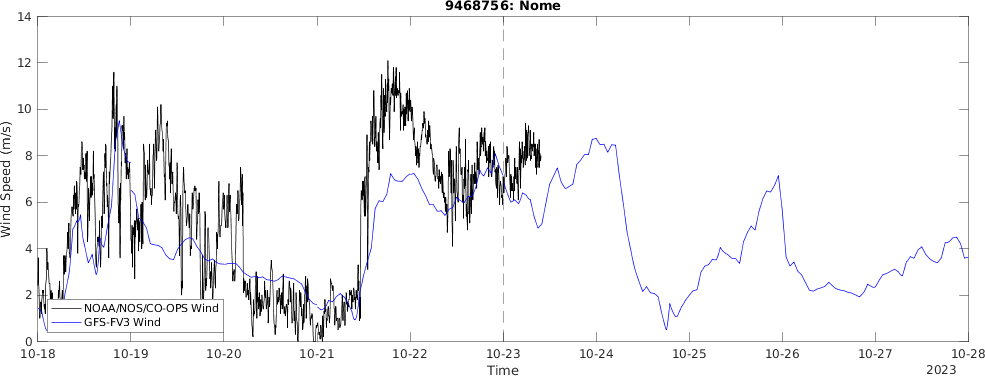 9468756: Nome
14
12
10
8
6
4
2
0
Wind Speed (m/s)
NOAA/NOS/CO-OPS Wind
GFS-FV3 Wind
10-18 10-19 10-20 10-21 10-22 10-23 10-24 10-25 10-26 10-27 10-28
Time
2023